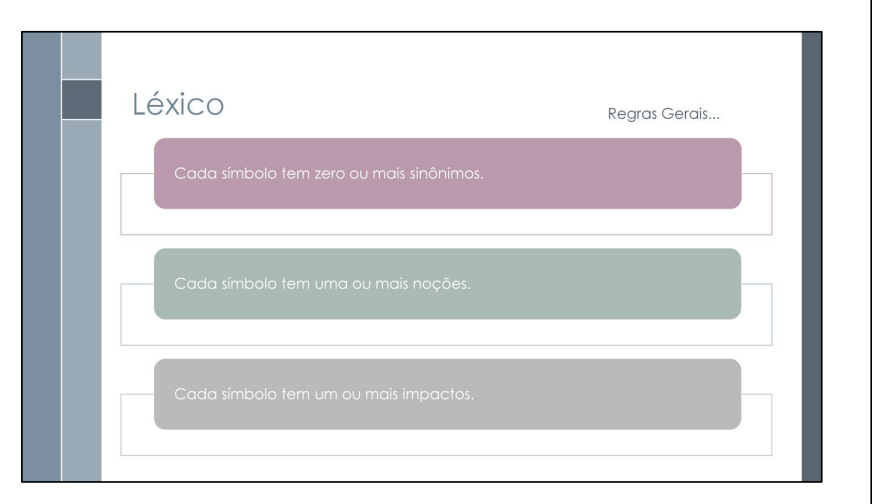 Léxico
Regras Gerais...
Cada símbolo tem zero ou mais sinônimos.
Cada símbolo tem uma ou mais noções.
Cada símbolo tem um ou mais impactos.